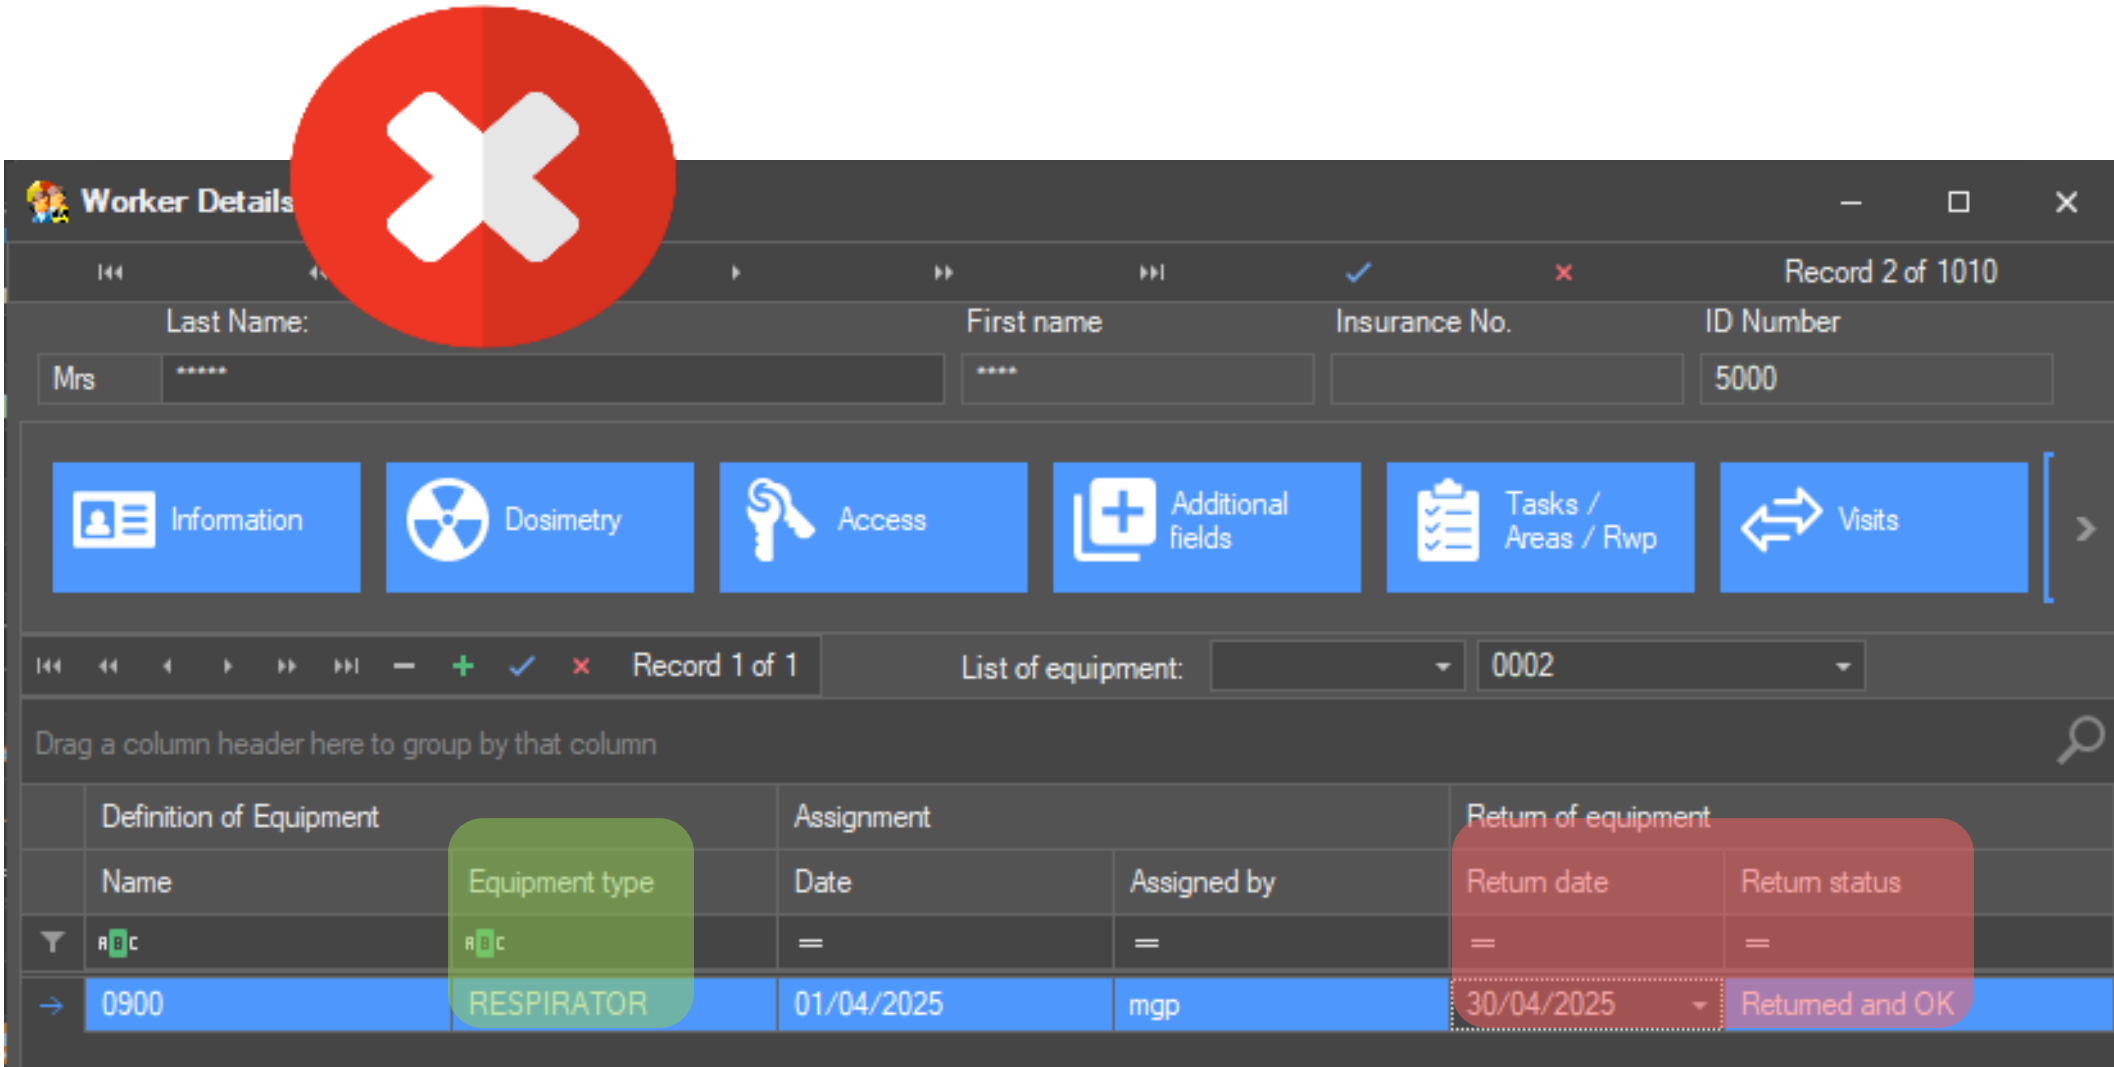 Worker Details
Record 2 of 1010
Last Name: First name Insurance No. ID Number
Mrs ***** **** 5000
Information Dosimetry Access Additional fields Tasks / Areas / Rwp Visits
Record 1 of 1 List of equipment: 0002
Drag a column header here to group by that column
Definition of Equipment Assignment Return of equipment
Name Equipment type Date Assigned by Return date Return status
ABC ABC = = = =
0900 RESPIRATOR 01/04/2025 mgp 30/04/2025 Returned and OK